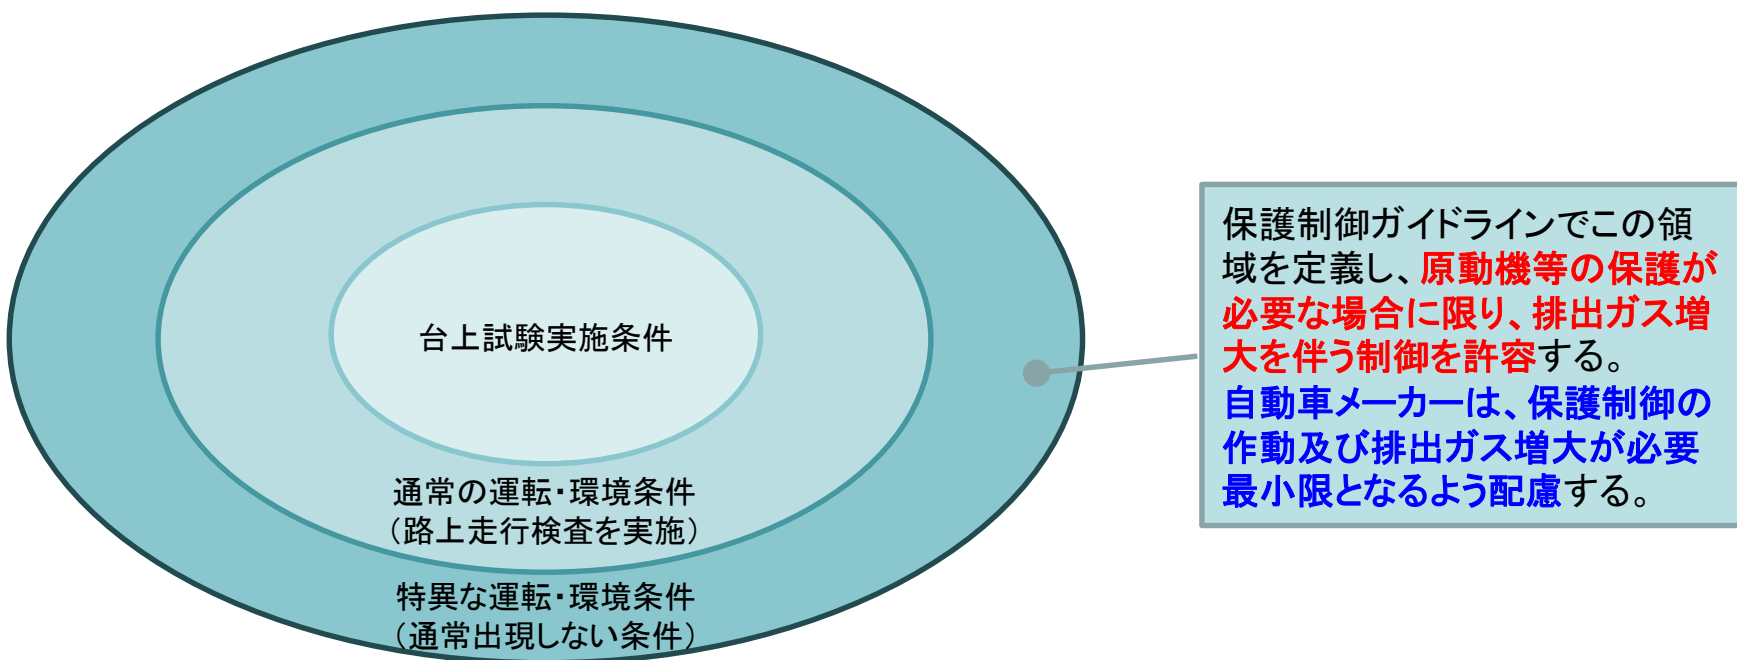 台上試験実施条件
通常の運転・環境条件
（路上走行検査を実施）
特異な運転・環境条件
（通常出現しない条件）
保護制御ガイドラインでこの領
域を定義し、原動機等の保護が
必要な場合に限り、排出ガス増
大を伴う制御を許容する。
自動車メーカーは、保護制御の
作動及び排出ガス増大が必要
最小限となるよう配慮する。